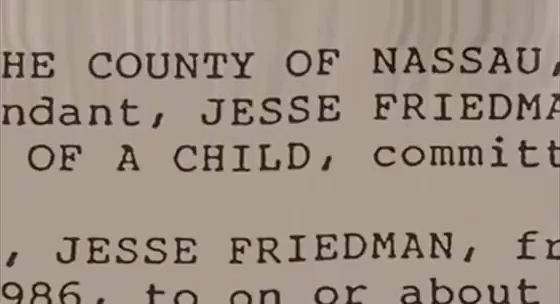 HE COUNTY OF NASSAU,
ndant, JESSE FRIEDMA
OF A CHILD, committ
, JESSE FRIEDMAN, fr
986, to on or about